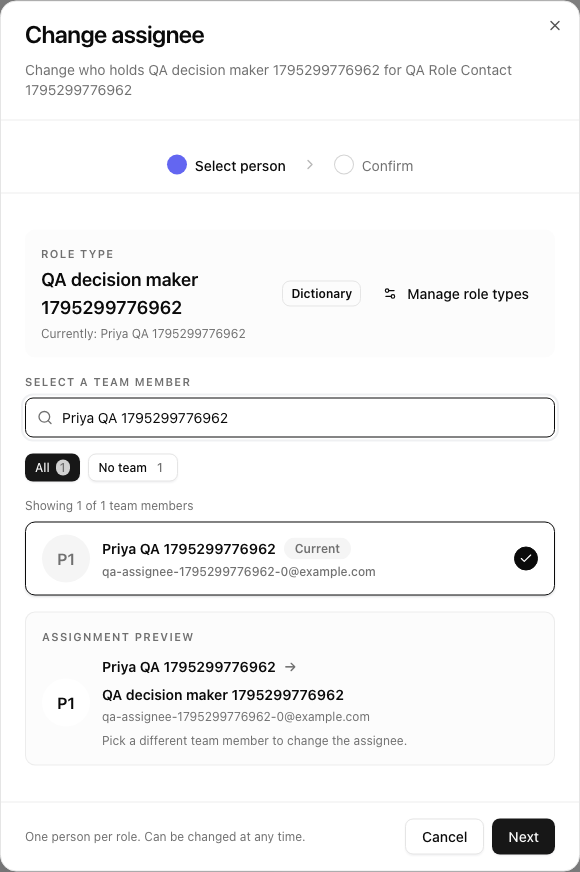 Change assignee
Change who holds QA decision maker 1795299776962 for QA Role Contact
1795299776962
Select person
Confirm
ROLE TYPE
QA decision maker
1795299776962
Currently: Priya QA 1795299776962
Dictionary
Manage role types
SELECT A TEAM MEMBER
Priya QA 1795299776962
All 1
No team 1
Showing 1 of 1 team members
P1
Priya QA 1795299776962 Current
qa-assignee-1795299776962-0@example.com
ASSIGNMENT PREVIEW
P1
Priya QA 1795299776962 →
QA decision maker 1795299776962
qa-assignee-1795299776962-0@example.com
Pick a different team member to change the assignee.
One person per role. Can be changed at any time.
Cancel
Next